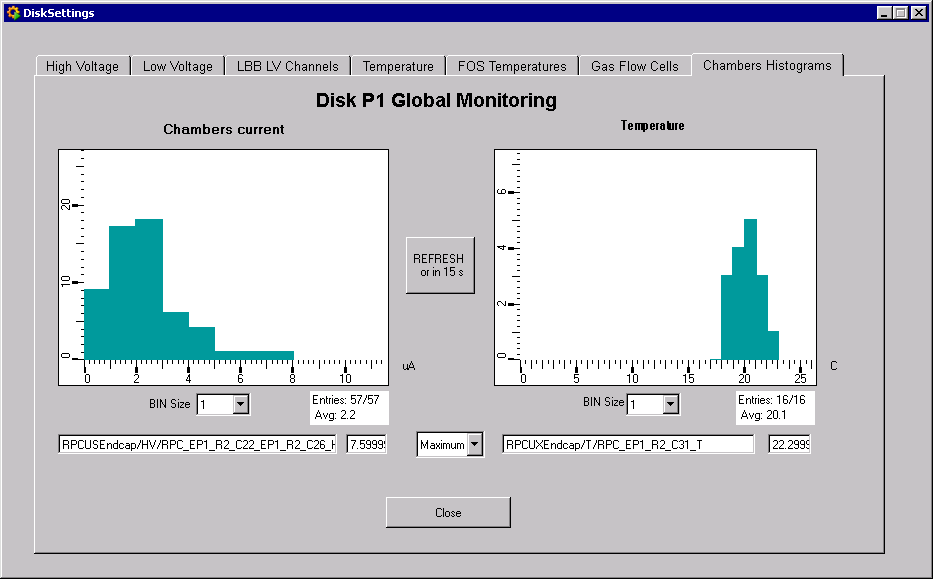 DiskSettings
High Voltage
Low Voltage
LBB LV Channels
Temperature
FOS Temperatures
Gas Flow Cells
Chambers Histograms
Disk P1 Global Monitoring
Chambers current
Temperature
20
10
0
0 2 4 6 8 10
uA
REFRESH
or in 15 s
6
4
2
0
0 5 10 15 20 25
C
BIN Size 1
Entries: 57/57
Avg: 2.2
BIN Size 1
Entries: 16/16
Avg: 20.1
RPCUSEndcap/HV/RPC_EP1_R2_C22_EP1_R2_C26_
7.5999
Maximum
RPCUXEndcap/T/RPC_EP1_R2_C31_T
22.299
Close